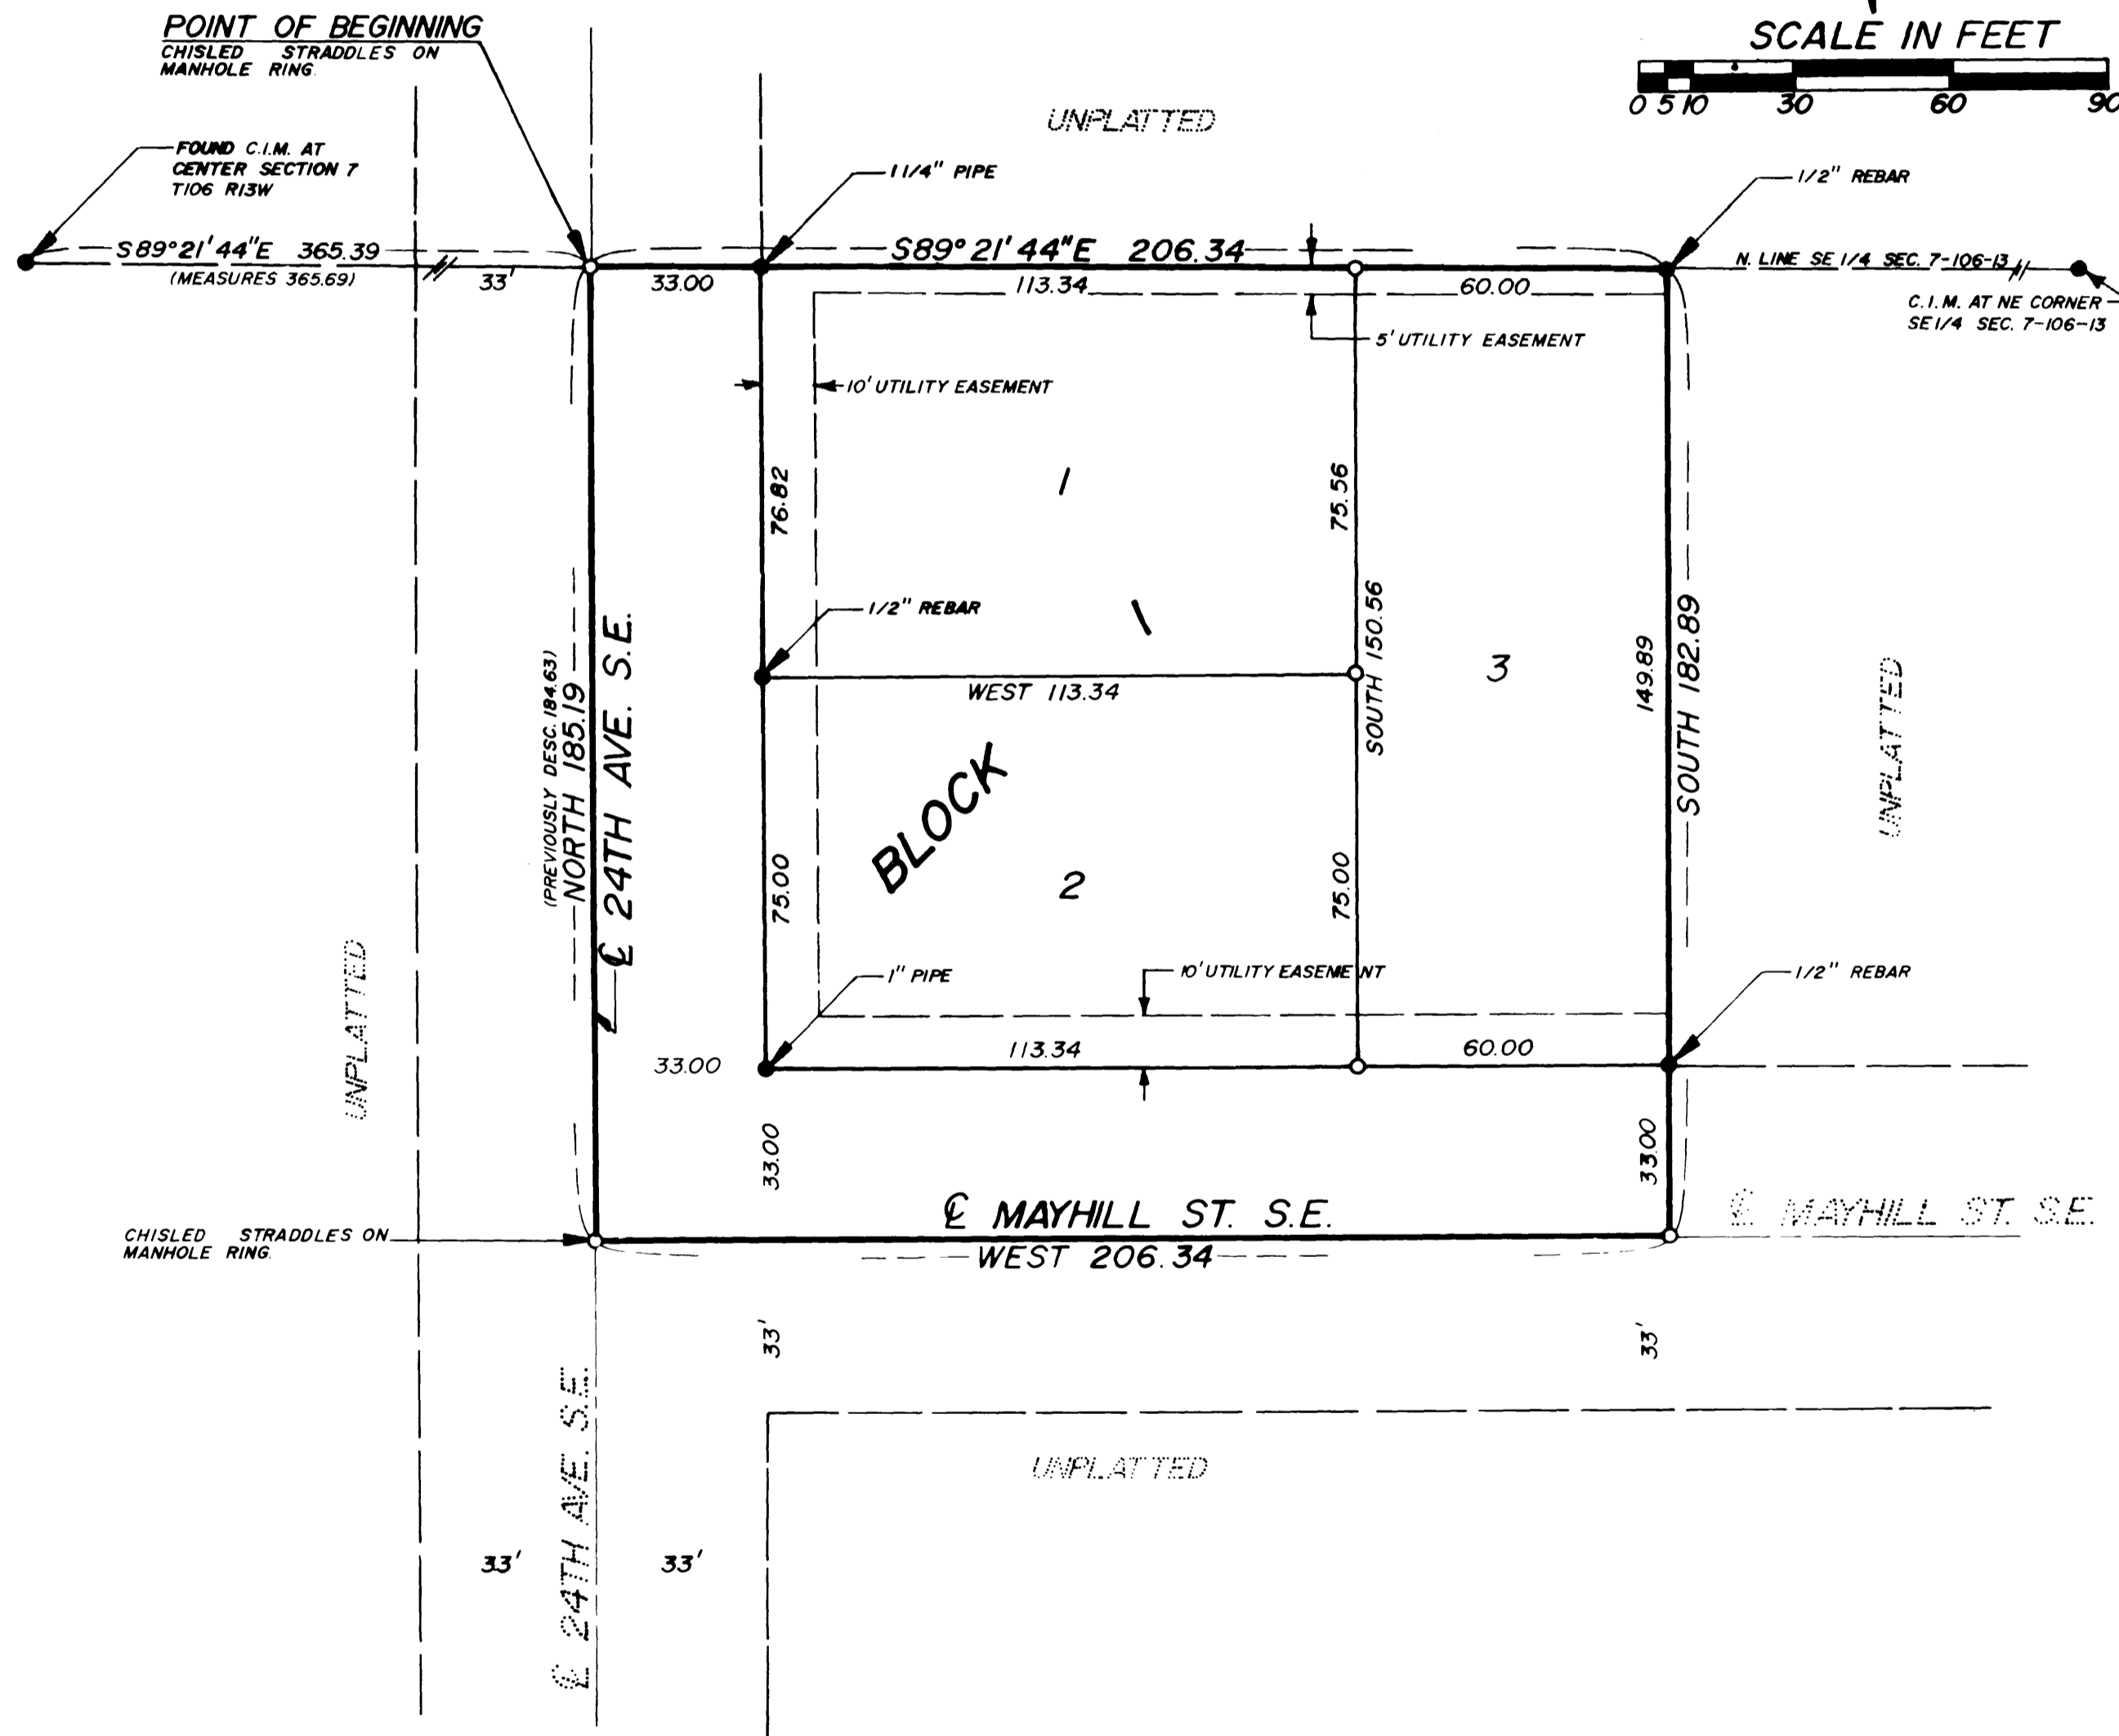 POINT OF BEGINNING
CHISLED STRADDLES ON
MANHOLE RING.
SCALE IN FEET
0 5 10 30 60 90
UNPLATTED
FOUND C.I.M. AT
CENTER SECTION 7
T106 R13W
1 1/4" PIPE
1/2" REBAR
S89°21'44"E 365.39
(MEASURES 365.69)
33'
33.00
S89°21'44"E 206.34
113.34
60.00
N. LINE SE 1/4 SEC. 7-106-13
C.I.M. AT NE CORNER
SE 1/4 SEC. 7-106-13
5' UTILITY EASEMENT
10' UTILITY EASEMENT
76.82
1
75.56
1/2" REBAR
1
SOUTH 150.56
3
149.89
SOUTH 182.89
UNPLATTED
WEST 113.34
(PREVIOUSLY DESC. 184.63)
NORTH 185.19
℄ 24TH AVE. S.E.
BLOCK
75.00
2
75.00
UNPLATTED
1" PIPE
10' UTILITY EASEMENT
1/2" REBAR
33.00
113.34
60.00
33.00
33.00
℄ MAYHILL ST. S.E.
WEST 206.34
℄ MAYHILL ST. S.E.
CHISLED STRADDLES ON
MANHOLE RING.
33'
33'
UNPLATTED
33'
℄ 24TH AVE. S.E.
33'